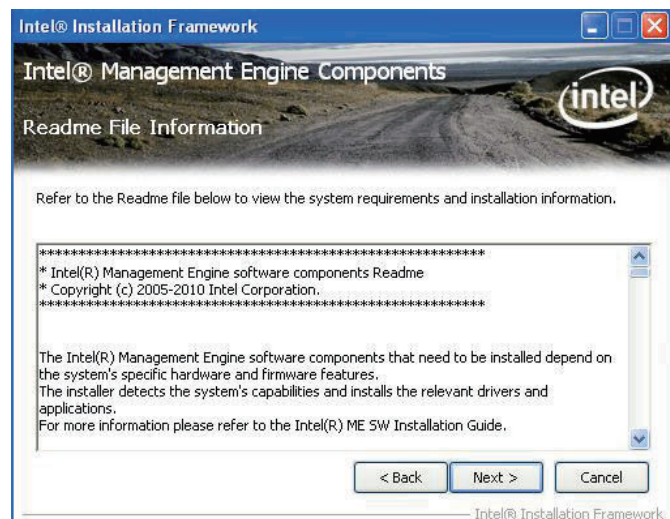 Intel® Installation Framework
Intel® Management Engine Components
intel
Readme File Information
Refer to the Readme file below to view the system requirements and installation information.
*********************************************************
* Intel(R) Management Engine software components Readme
* Copyright (c) 2005-2010 Intel Corporation.
*********************************************************
The Intel(R) Management Engine software components that need to be installed depend on
the system's specific hardware and firmware features.
The installer detects the system's capabilities and installs the relevant drivers and
applications.
For more information please refer to the Intel(R) ME SW Installation Guide.
< Back Next > Cancel
Intel® Installation Framework